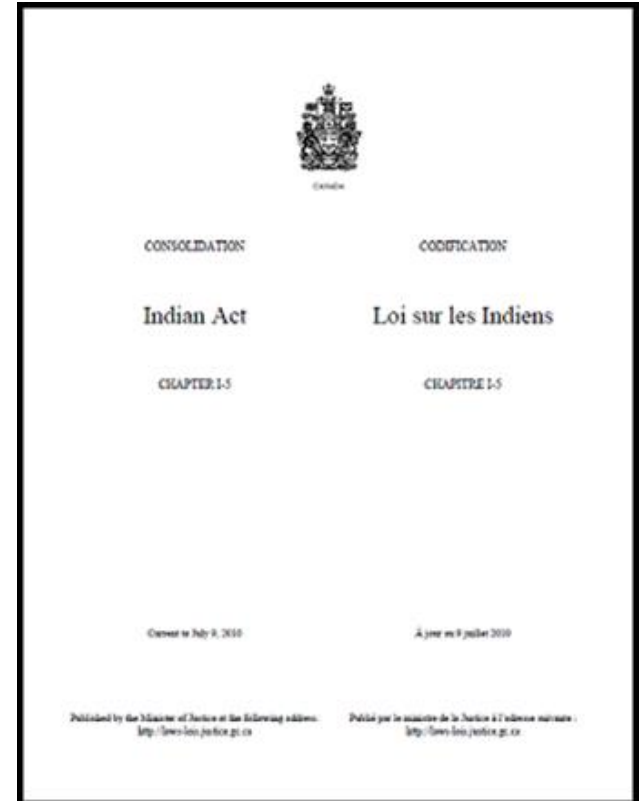 CANADA
CONSOLIDATION
Indian Act
CHAPTER I-5
CODIFICATION
Loi sur les Indiens
CHAPITRE I-5
Current to July 9, 2010
À jour au 9 juillet 2010
Published by the Minister of Justice at the following address:
http://laws-lois.justice.gc.ca
Publié par le ministre de la Justice à l'adresse suivante :
http://lois-laws.justice.gc.ca